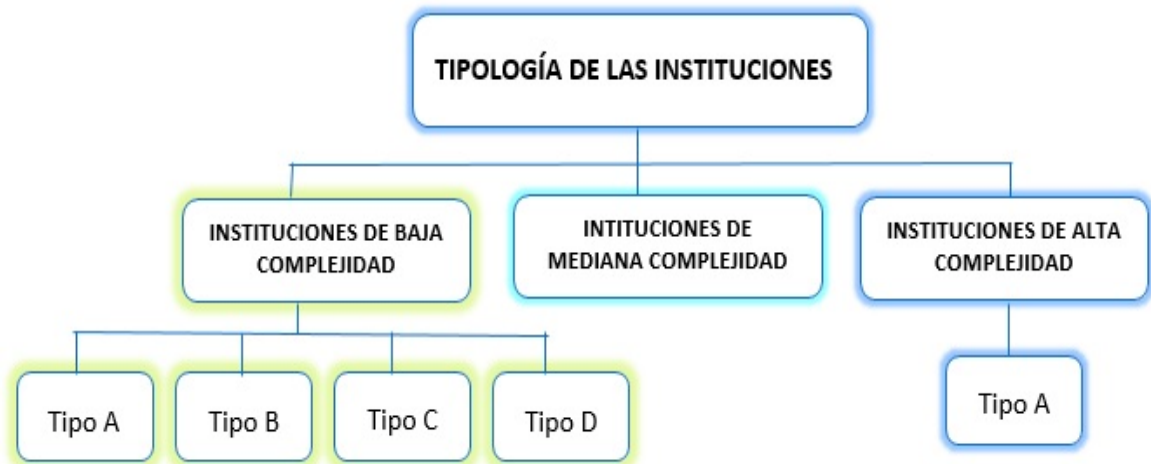 TIPOLOGÍA DE LAS INSTITUCIONES
INSTITUCIONES DE BAJA
COMPLEJIDAD
INTITUCIONES DE
MEDIANA COMPLEJIDAD
INSTITUCIONES DE ALTA
COMPLEJIDAD
Tipo A
Tipo B
Tipo C
Tipo D
Tipo A